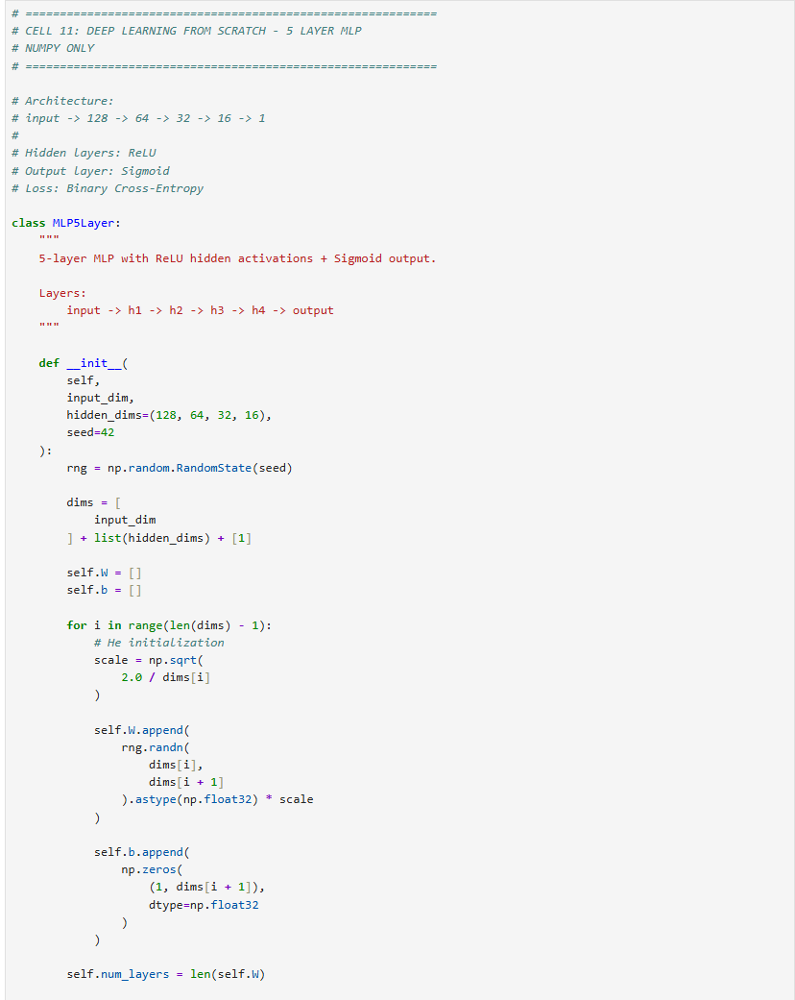 # ============================================================
# CELL 11: DEEP LEARNING FROM SCRATCH - 5 LAYER MLP
# NUMPY ONLY
# ============================================================

# Architecture:
# input -> 128 -> 64 -> 32 -> 16 -> 1
#
# Hidden layers: ReLU
# Output layer: Sigmoid
# Loss: Binary Cross-Entropy

class MLP5Layer:
    """
    5-layer MLP with ReLU hidden activations + Sigmoid output.

    Layers:
        input -> h1 -> h2 -> h3 -> h4 -> output
    """

    def __init__(
        self,
        input_dim,
        hidden_dims=(128, 64, 32, 16),
        seed=42
    ):
        rng = np.random.RandomState(seed)

        dims = [
            input_dim
        ] + list(hidden_dims) + [1]

        self.W = []
        self.b = []

        for i in range(len(dims) - 1):
            # He initialization
            scale = np.sqrt(
                2.0 / dims[i]
            )

            self.W.append(
                rng.randn(
                    dims[i],
                    dims[i + 1]
                ).astype(np.float32) * scale
            )

            self.b.append(
                np.zeros(
                    (1, dims[i + 1]),
                    dtype=np.float32
                )
            )

        self.num_layers = len(self.W)